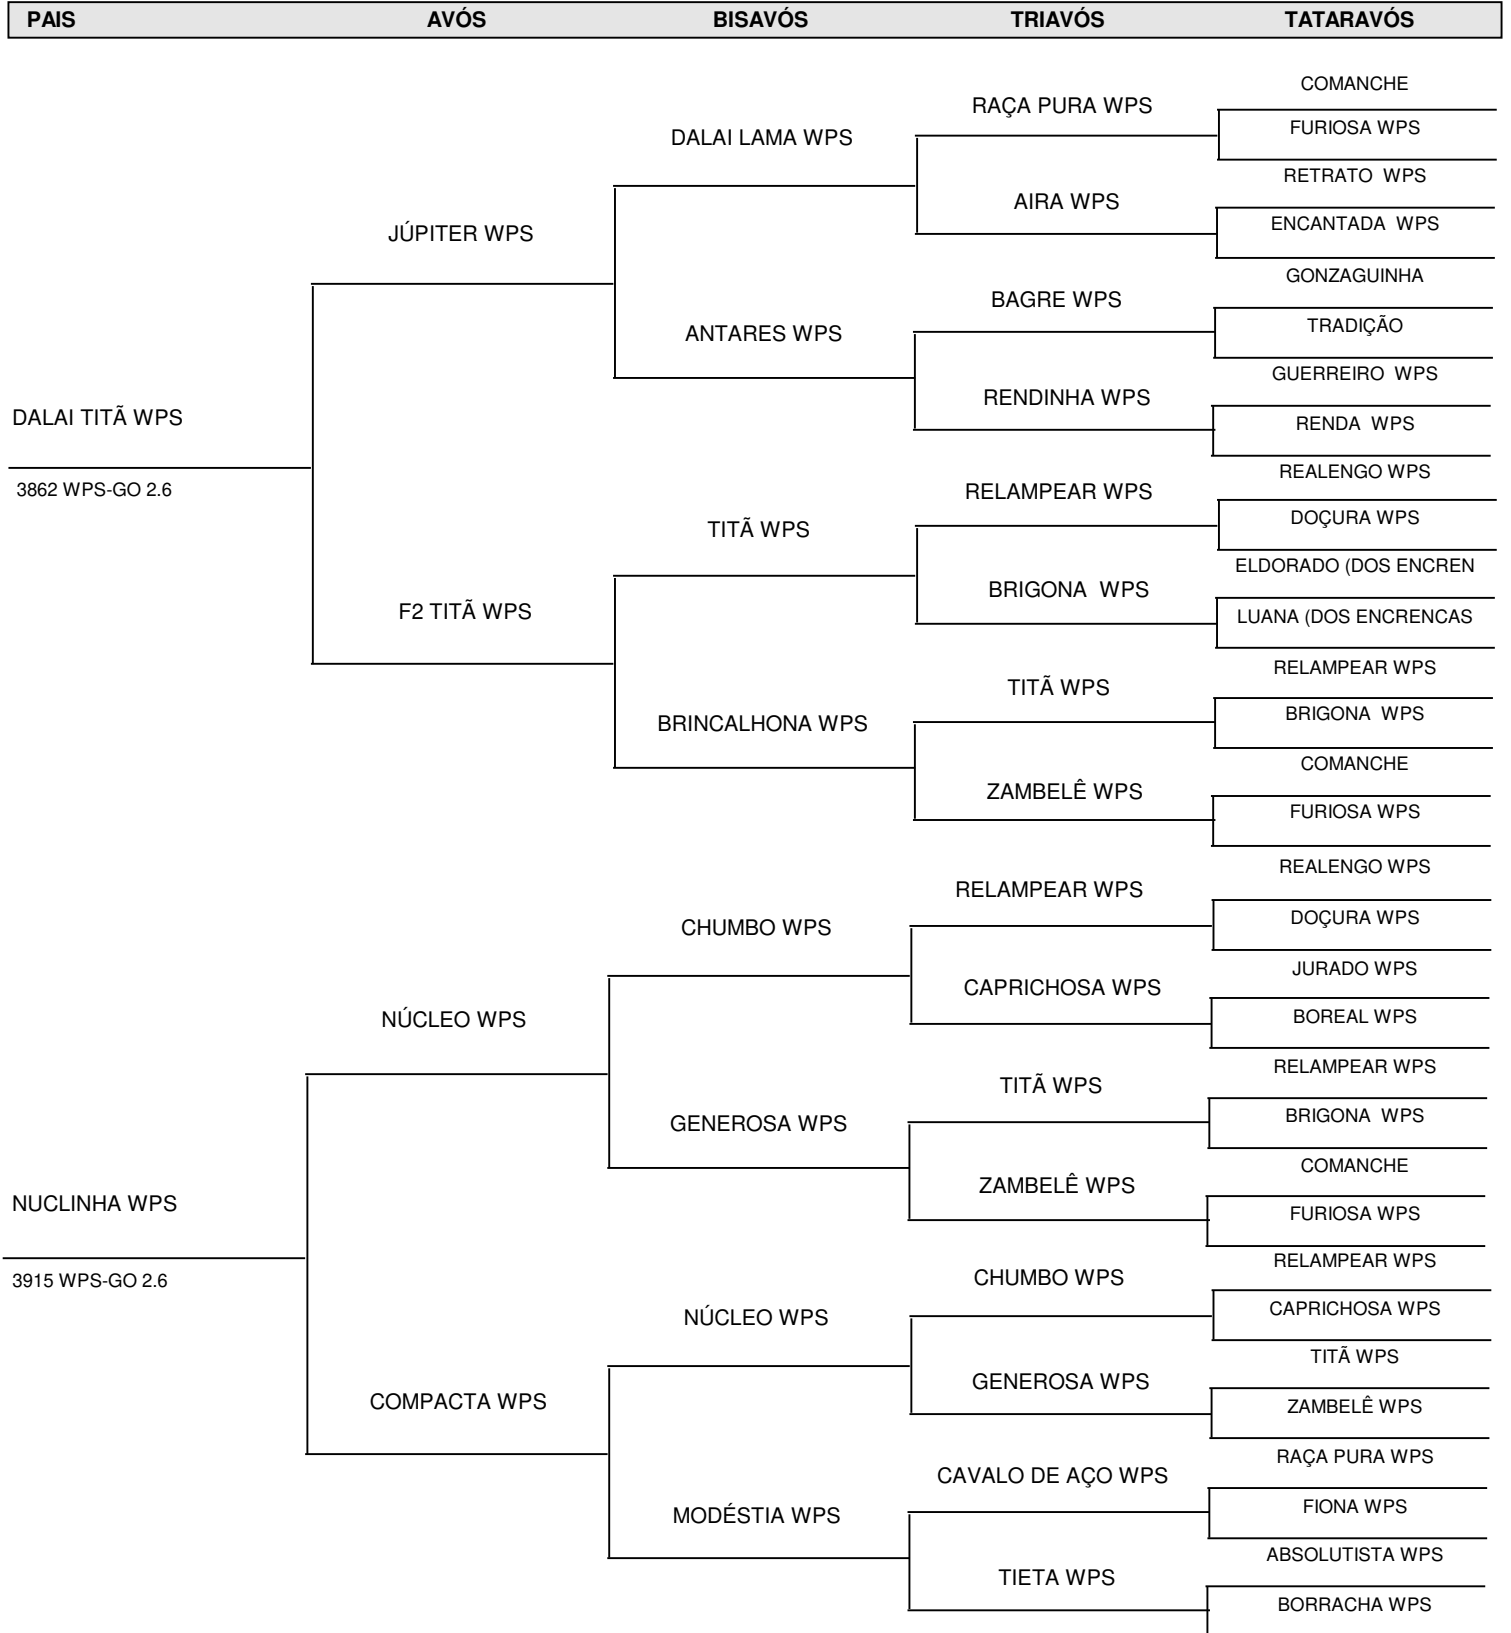 PAIS AVÓS BISAVÓS TRIAVÓS TATARAVÓS
COMANCHE
RAÇA PURA WPS
FURIOSA WPS
DALAI LAMA WPS
RETRATO WPS
AIRA WPS
ENCANTADA WPS
JÚPITER WPS
GONZAGUINHA
BAGRE WPS
TRADIÇÃO
ANTARES WPS
GUERREIRO WPS
RENDINHA WPS
RENDA WPS
DALAI TITÃ WPS
3862 WPS-GO 2.6
REALENGO WPS
RELAMPEAR WPS
DOÇURA WPS
TITÃ WPS
ELDORADO (DOS ENCREN
BRIGONA WPS
LUANA (DOS ENCRENCAS
F2 TITÃ WPS
RELAMPEAR WPS
TITÃ WPS
BRIGONA WPS
BRINCALHONA WPS
COMANCHE
ZAMBELÊ WPS
FURIOSA WPS
REALENGO WPS
RELAMPEAR WPS
DOÇURA WPS
CHUMBO WPS
JURADO WPS
CAPRICHOSA WPS
BOREAL WPS
NÚCLEO WPS
RELAMPEAR WPS
TITÃ WPS
BRIGONA WPS
GENEROSA WPS
COMANCHE
ZAMBELÊ WPS
FURIOSA WPS
NUCLINHA WPS
3915 WPS-GO 2.6
RELAMPEAR WPS
CHUMBO WPS
CAPRICHOSA WPS
NÚCLEO WPS
TITÃ WPS
GENEROSA WPS
ZAMBELÊ WPS
COMPACTA WPS
RAÇA PURA WPS
CAVALO DE AÇO WPS
FIONA WPS
MODÉSTIA WPS
ABSOLUTISTA WPS
TIETA WPS
BORRACHA WPS